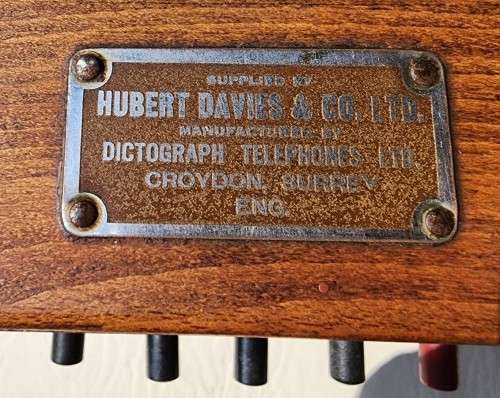 SUPPLIED BY
HUBERT DAVIES & CO. LTD.
MANUFACTURED BY
DICTOGRAPH TELEPHONES LTD.
CROYDON, SURREY
ENG.